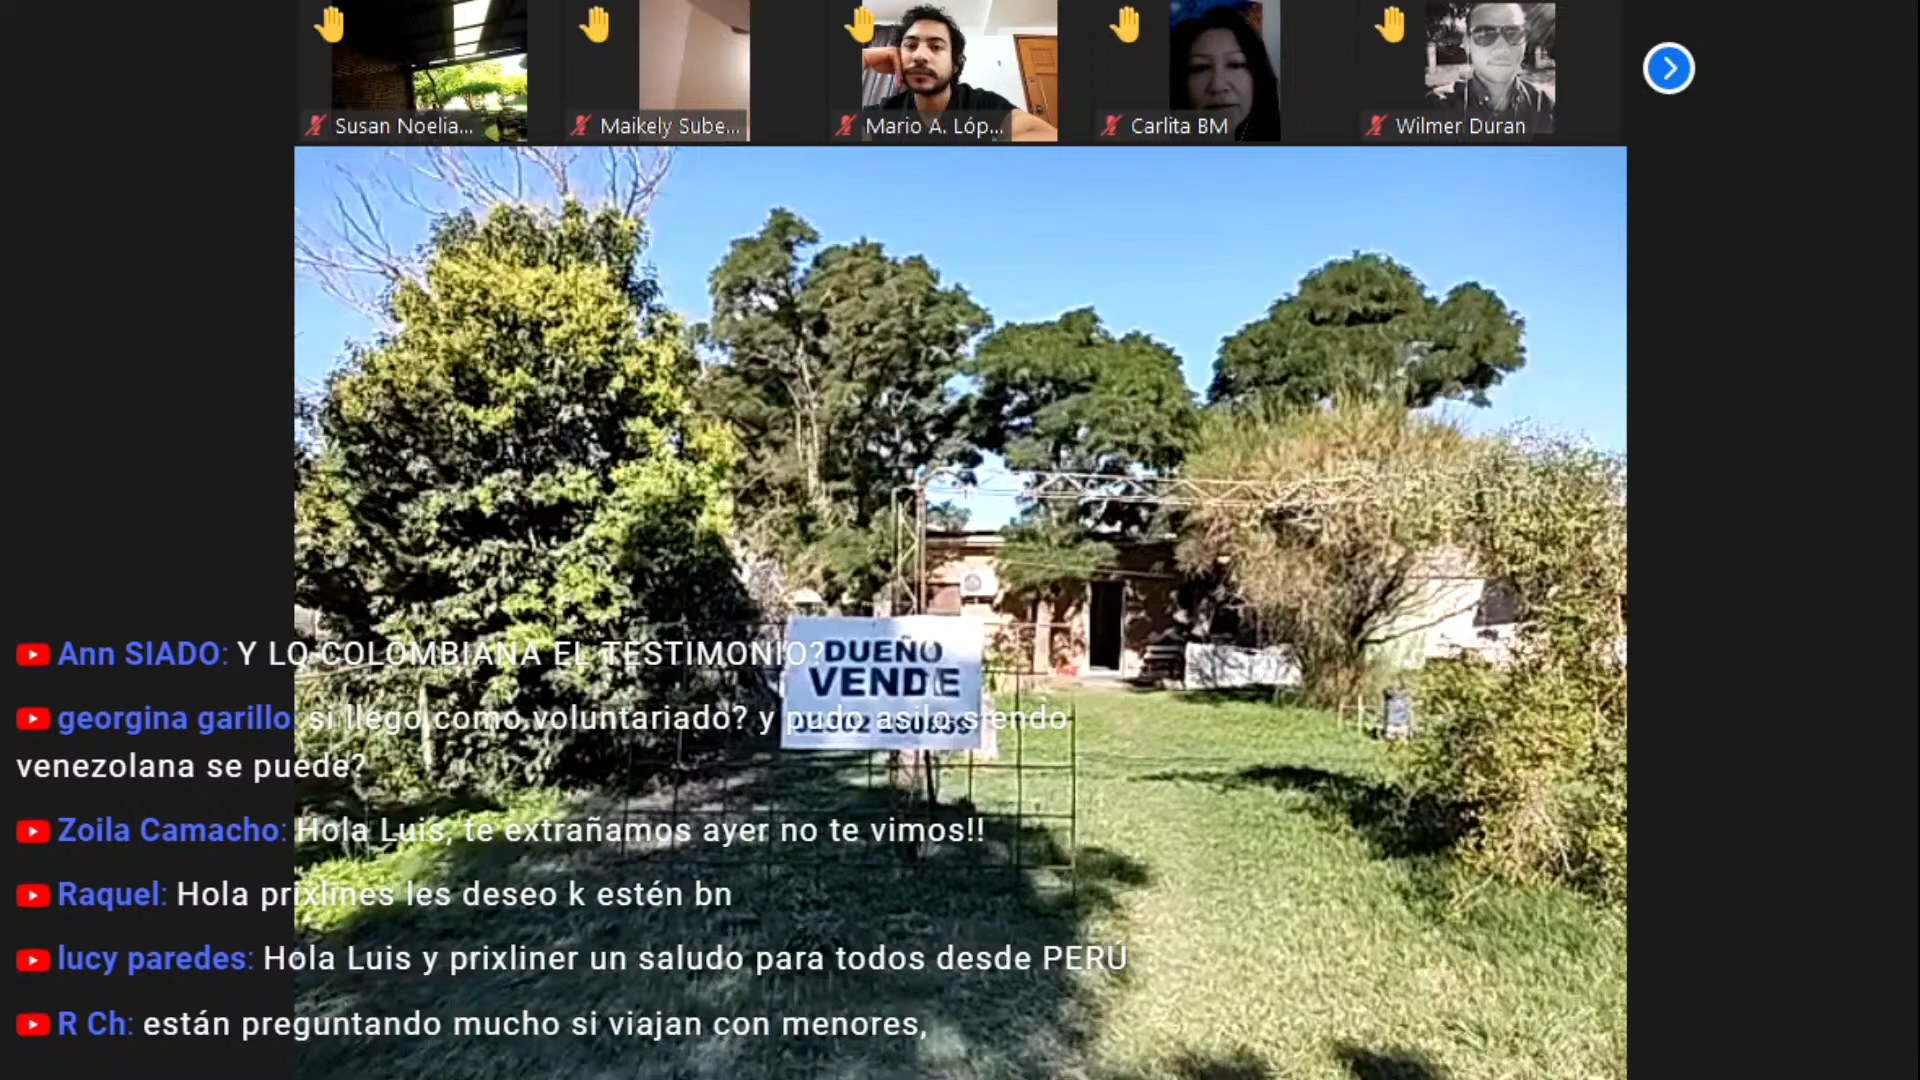 Susan Noelia...
Maikely Sube...
Mario A. Lóp...
Carlita BM
Wilmer Duran
DUEÑO
VENDE
Ann SIADO: Y LO COLOMBIANA EL TESTIMONIO?
georgina garillo: si llego como voluntariado? y pudo asilo siendo
venezolana se puede?
Zoila Camacho: Hola Luis, te extrañamos ayer no te vimos!!
Raquel: Hola prixlines les deseo k estén bn
lucy paredes: Hola Luis y prixliner un saludo para todos desde PERÚ
R Ch: están preguntando mucho si viajan con menores,